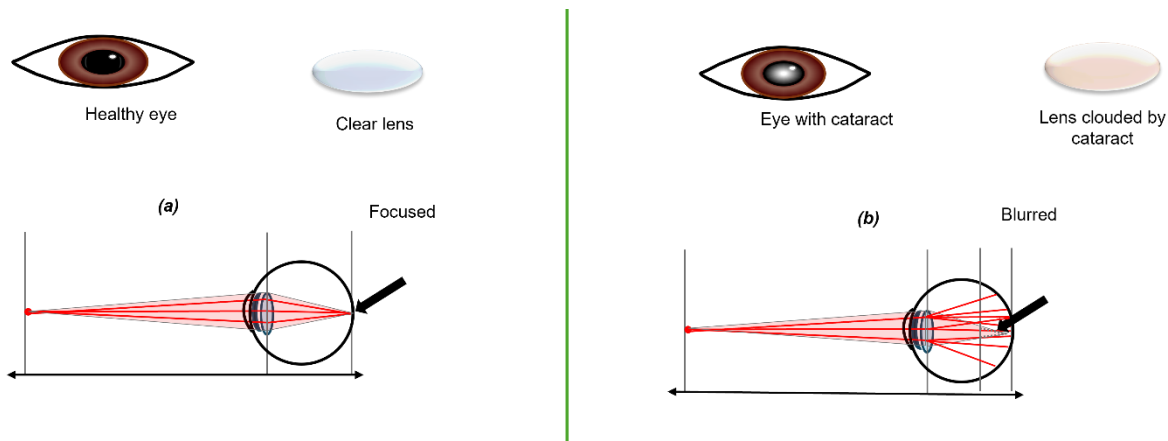 Healthy eye
Clear lens
(a)
Focused
Eye with cataract
Lens clouded by
cataract
(b)
Blurred